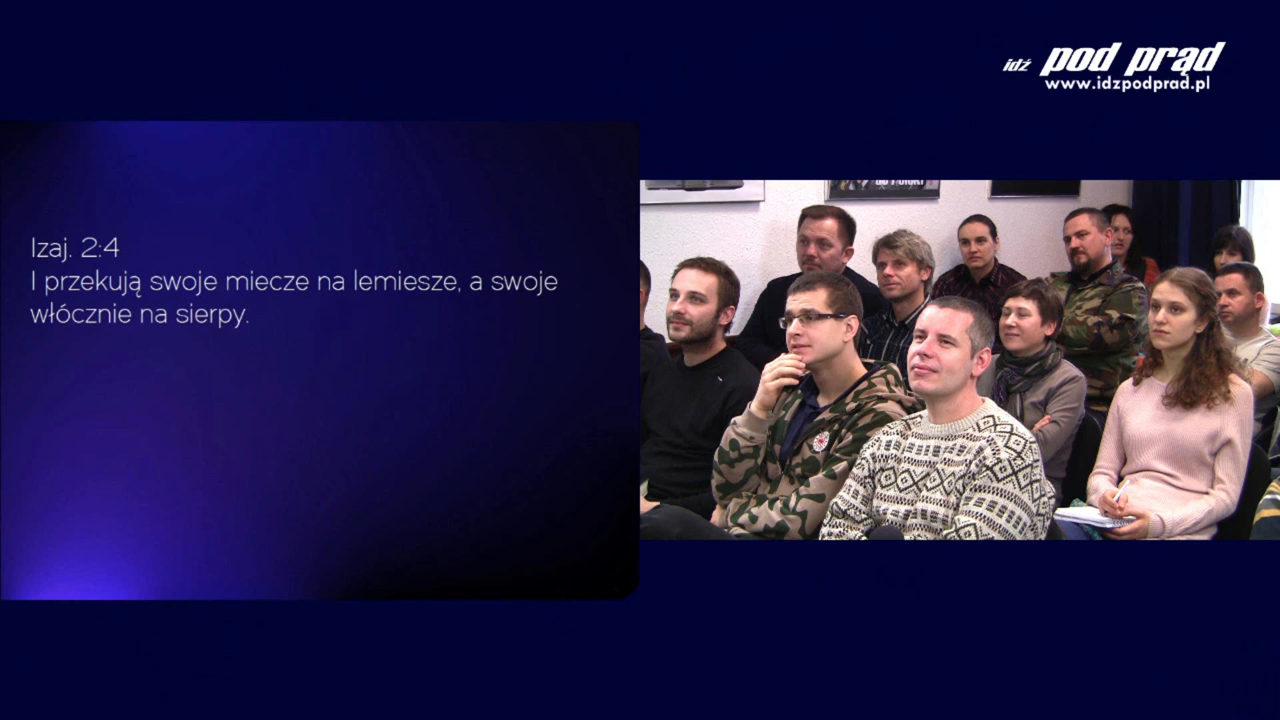 idź pod prąd
www.idzpodprad.pl
Izaj. 2:4
I przekują swoje miecze na lemiesze, a swoje
włócznie na sierpy.